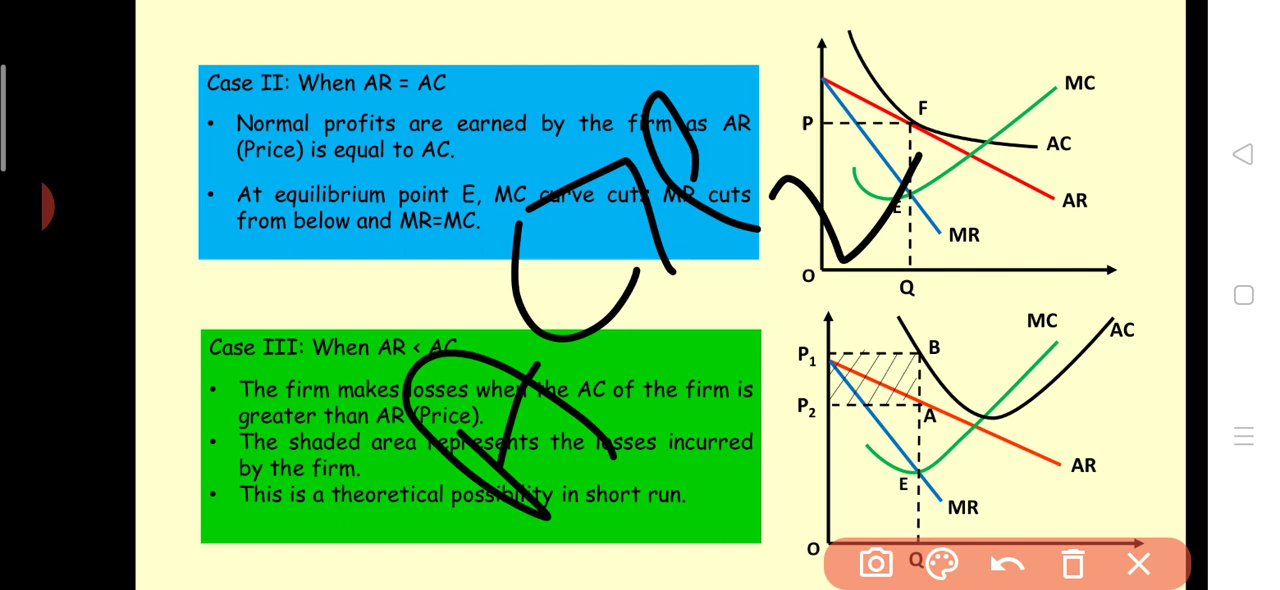 Case II: When AR = AC
• Normal profits are earned by the firm as AR
(Price) is equal to AC.
• At equilibrium point E, MC curve cuts MR cuts
from below and MR=MC.
Case III: When AR < AC
• The firm makes losses when the AC of the firm is
greater than AR (Price).
• The shaded area represents the losses incurred
by the firm.
• This is a theoretical possibility in short run.
MC
F
P
AC
AR
E
MR
O
Q
MC
AC
P1
B
P2
A
AR
E
MR
O
Q